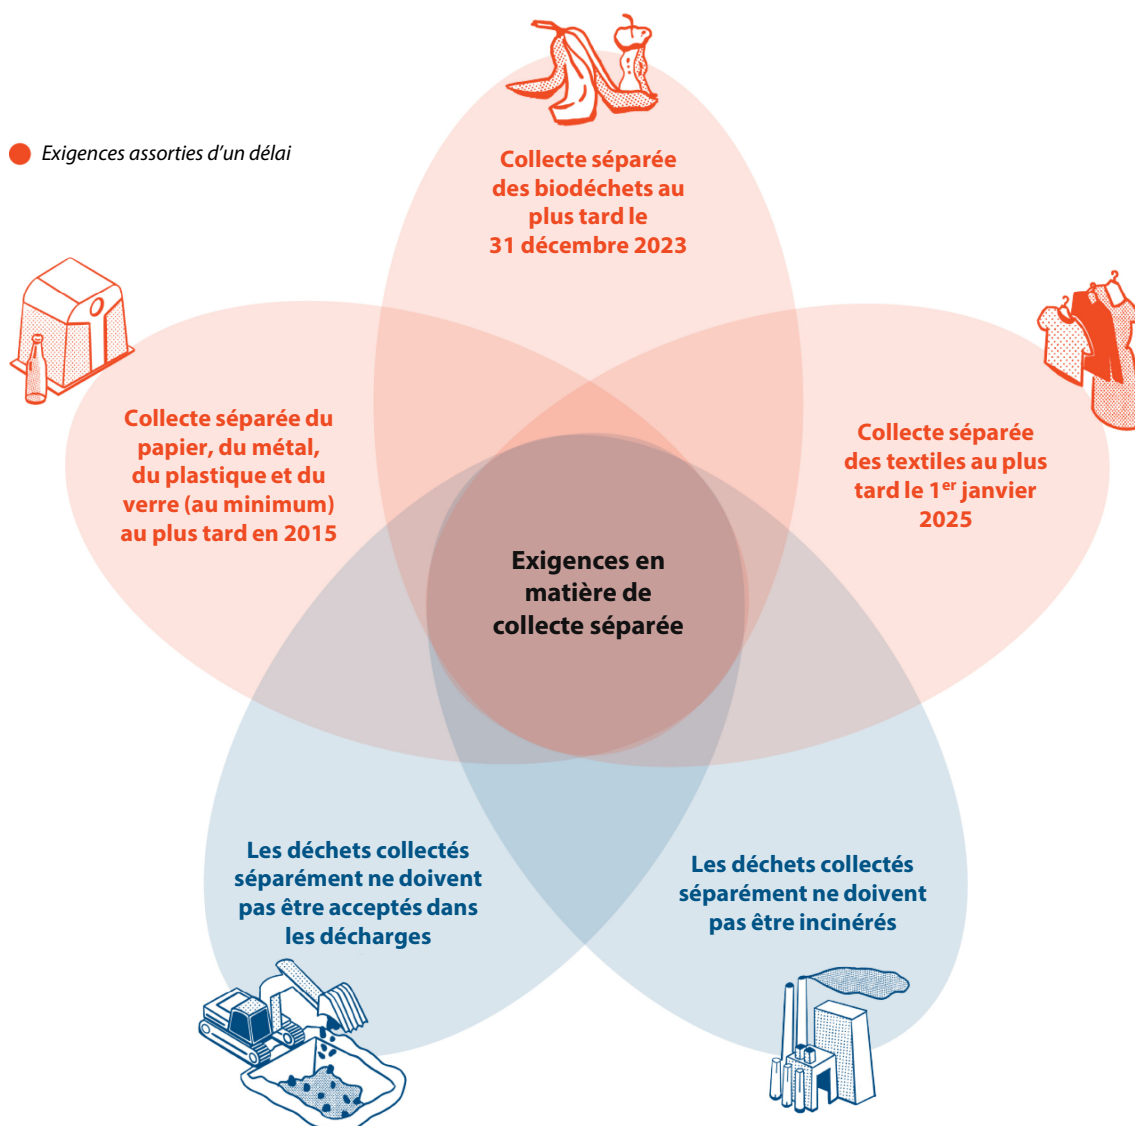 Exigences assorties d’un délai
Collecte séparée
des biodéchets au
plus tard le
31 décembre 2023
Collecte séparée du
papier, du métal,
du plastique et du
verre (au minimum)
au plus tard en 2015
Collecte séparée
des textiles au plus
tard le 1er janvier
2025
Exigences en
matière de
collecte séparée
Les déchets collectés
séparément ne doivent
pas être acceptés dans
les décharges
Les déchets collectés
séparément ne doivent
pas être incinérés